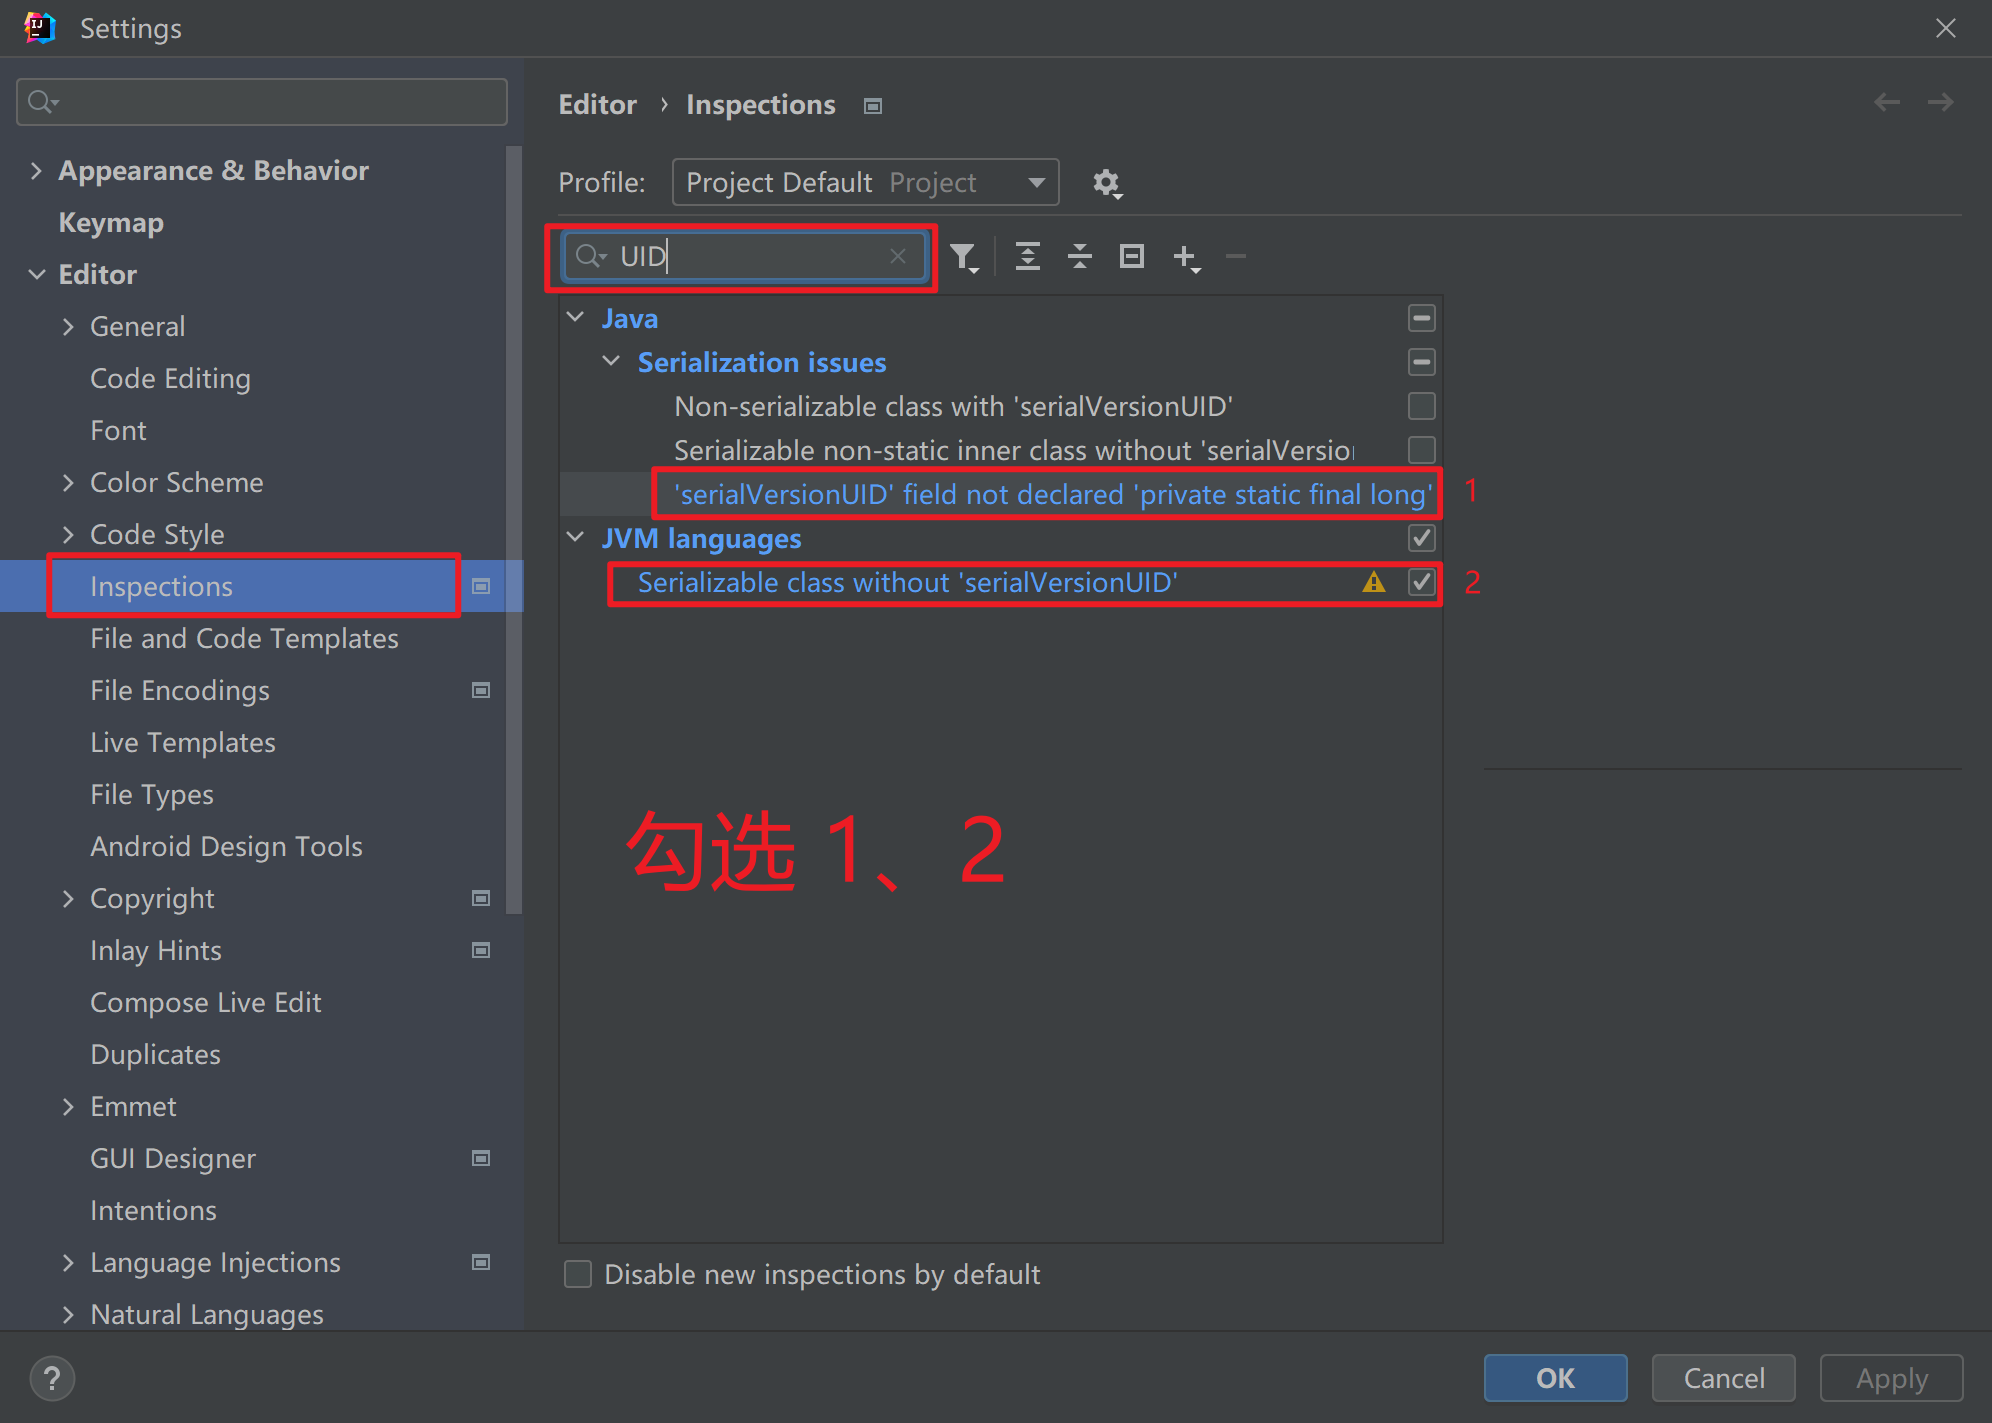 Settings
Editor › Inspections
Profile: Project Default Project
UID
Appearance & Behavior
Keymap
Editor
General
Code Editing
Font
Color Scheme
Code Style
Inspections
File and Code Templates
File Encodings
Live Templates
File Types
Android Design Tools
Copyright
Inlay Hints
Compose Live Edit
Duplicates
Emmet
GUI Designer
Intentions
Language Injections
Natural Languages
Java
Serialization issues
Non-serializable class with 'serialVersionUID'
Serializable non-static inner class without 'serialVersio
'serialVersionUID' field not declared 'private static final long' 1
JVM languages
Serializable class without 'serialVersionUID' 2
勾选 1、2
Disable new inspections by default
?
OK Cancel Apply